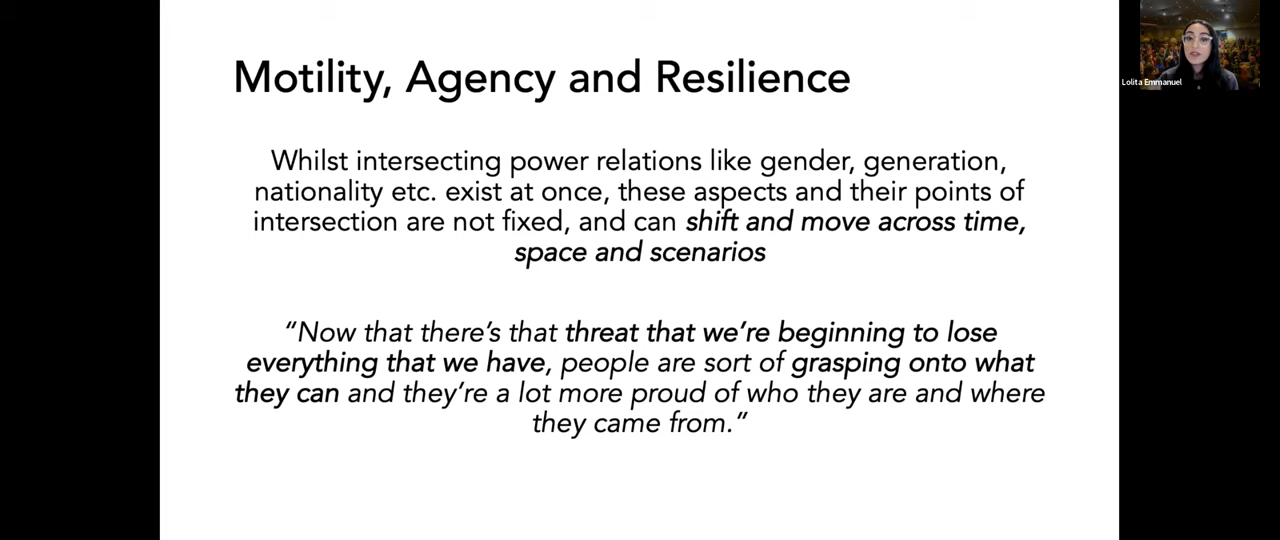 Motility, Agency and Resilience
Lolita Emmanuel
Whilst intersecting power relations like gender, generation,
nationality etc. exist at once, these aspects and their points of
intersection are not fixed, and can shift and move across time,
space and scenarios
“Now that there’s that threat that we’re beginning to lose
everything that we have, people are sort of grasping onto what
they can and they’re a lot more proud of who they are and where
they came from.”